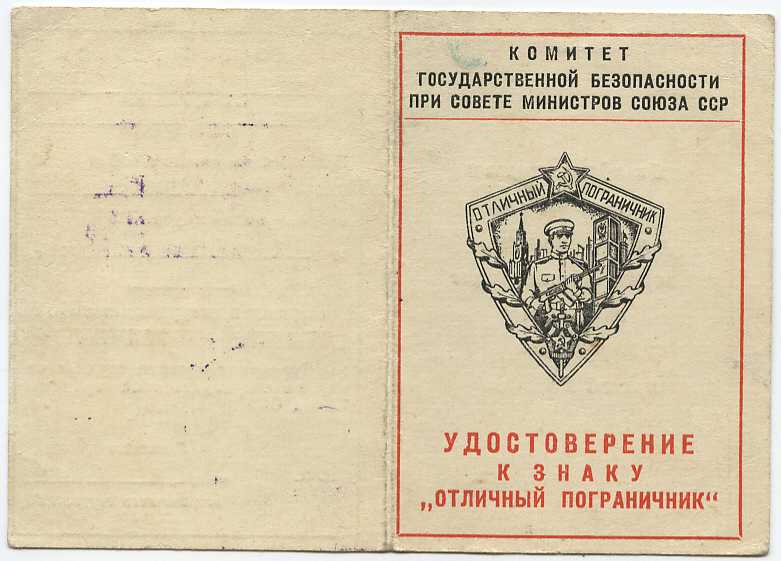 КОМИТЕТ
ГОСУДАРСТВЕННОЙ БЕЗОПАСНОСТИ
ПРИ СОВЕТЕ МИНИСТРОВ СОЮЗА ССР
ОТЛИЧНЫЙ ПОГРАНИЧНИК
УДОСТОВЕРЕНИЕ
К ЗНАКУ
„ОТЛИЧНЫЙ ПОГРАНИЧНИК“